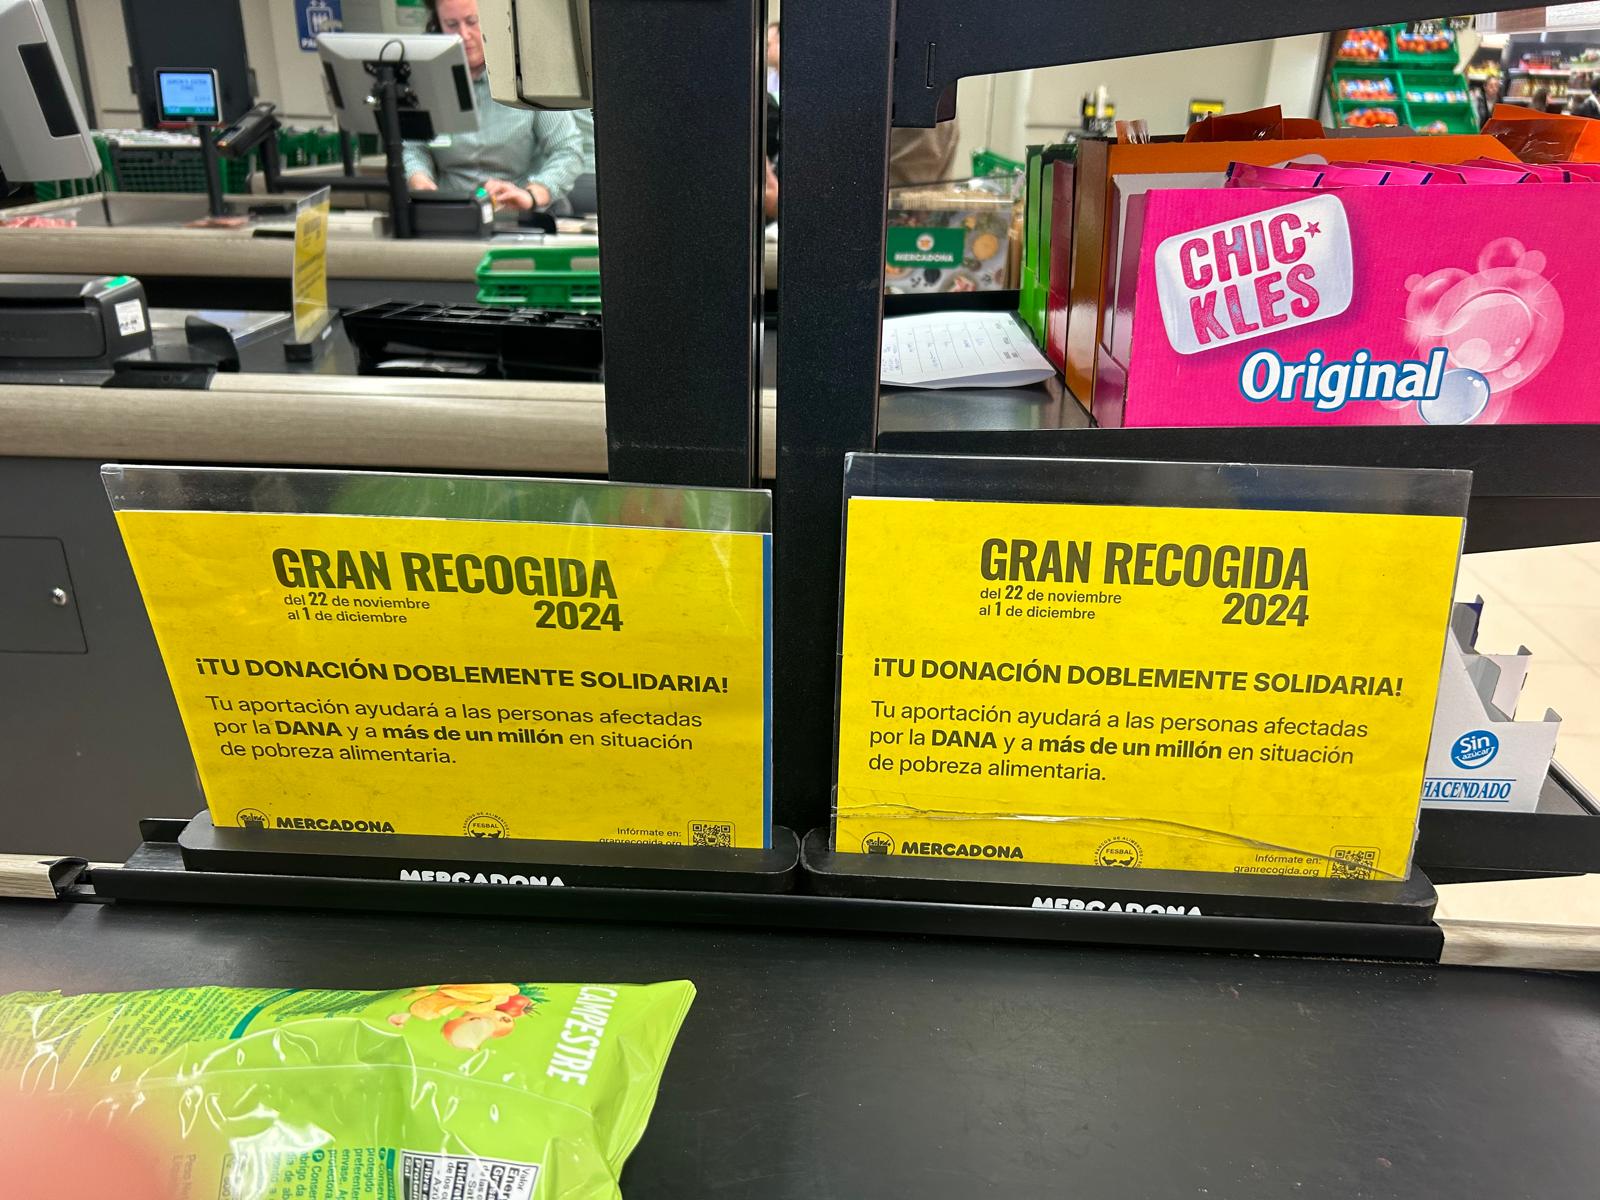 MERCADONA
CHIC
KLES
Original
GRAN RECOGIDA
del 22 de noviembre
al 1 de diciembre
2024
¡TU DONACIÓN DOBLEMENTE SOLIDARIA!
Tu aportación ayudará a las personas afectadas
por la DANA y a más de un millón en situación
de pobreza alimentaria.
MERCADONA
FESBAL
Infórmate en:
granrecogida.org
MERCADONA
GRAN RECOGIDA
del 22 de noviembre
al 1 de diciembre
2024
¡TU DONACIÓN DOBLEMENTE SOLIDARIA!
Tu aportación ayudará a las personas afectadas
por la DANA y a más de un millón en situación
de pobreza alimentaria.
MERCADONA
FESBAL
Infórmate en:
granrecogida.org
MERCADONA
Sin
azúcar
HACENDADO
CAMPESTRE